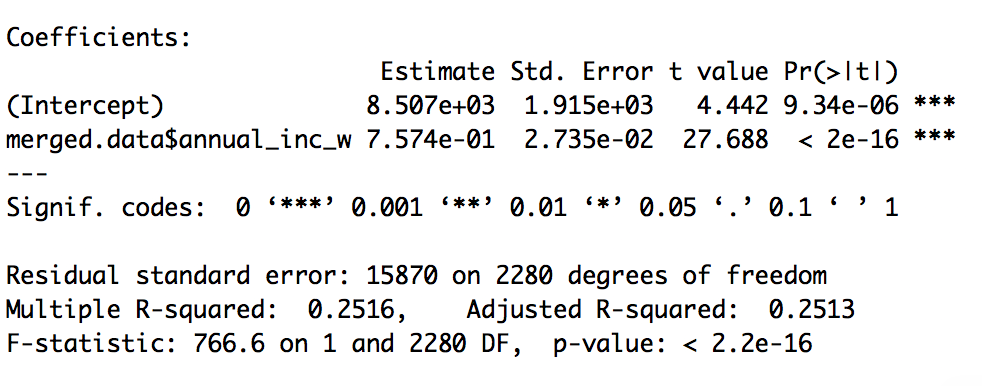 Coefficients:
Estimate Std. Error t value Pr(>|t|)
(Intercept) 8.507e+03 1.915e+03 4.442 9.34e-06 ***
merged.data$annual_inc_w 7.574e-01 2.735e-02 27.688 < 2e-16 ***
---
Signif. codes: 0 ‘***’ 0.001 ‘**’ 0.01 ‘*’ 0.05 ‘.’ 0.1 ‘ ’ 1
Residual standard error: 15870 on 2280 degrees of freedom
Multiple R-squared: 0.2516, Adjusted R-squared: 0.2513
F-statistic: 766.6 on 1 and 2280 DF, p-value: < 2.2e-16